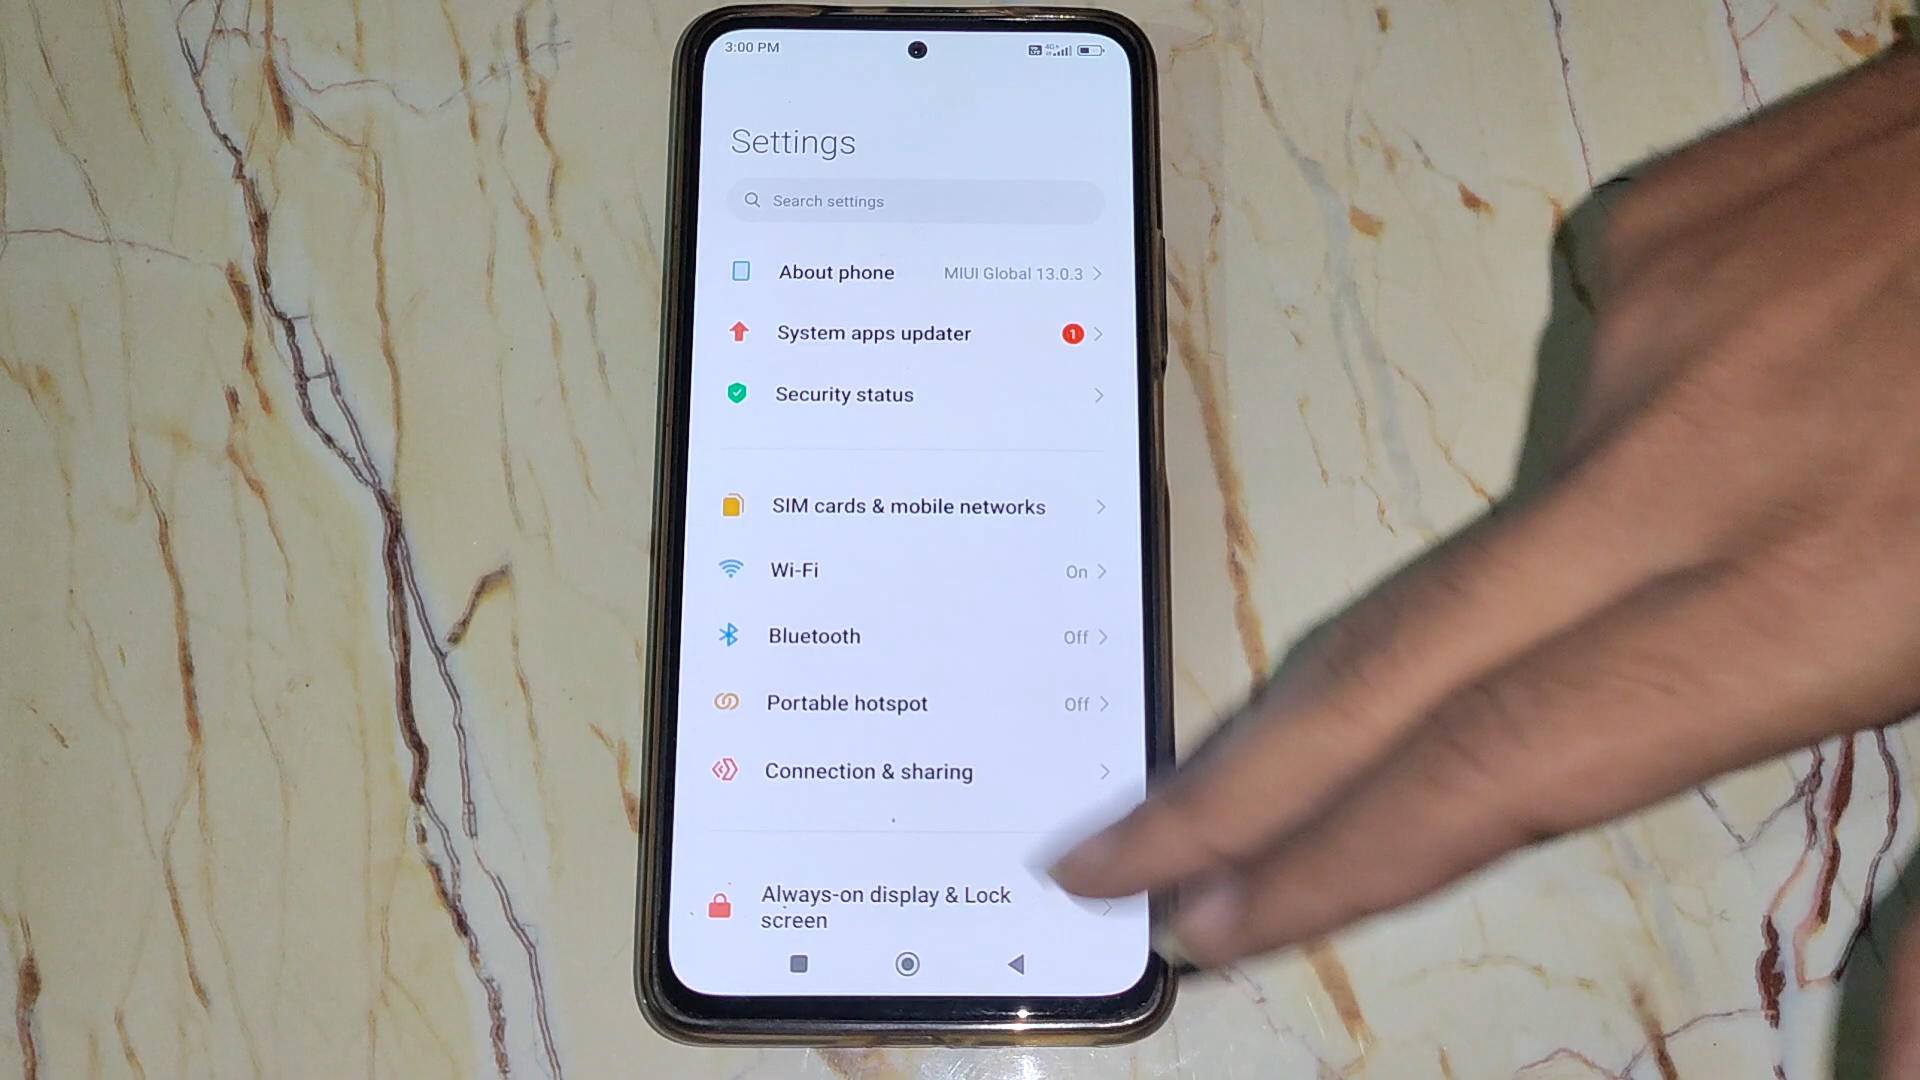 3:00 PM
4G+
Settings
Search settings
About phone MIUI Global 13.0.3
System apps updater 1
Security status
SIM cards & mobile networks
Wi-Fi On
Bluetooth Off
Portable hotspot Off
Connection & sharing
Always-on display & Lock
screen